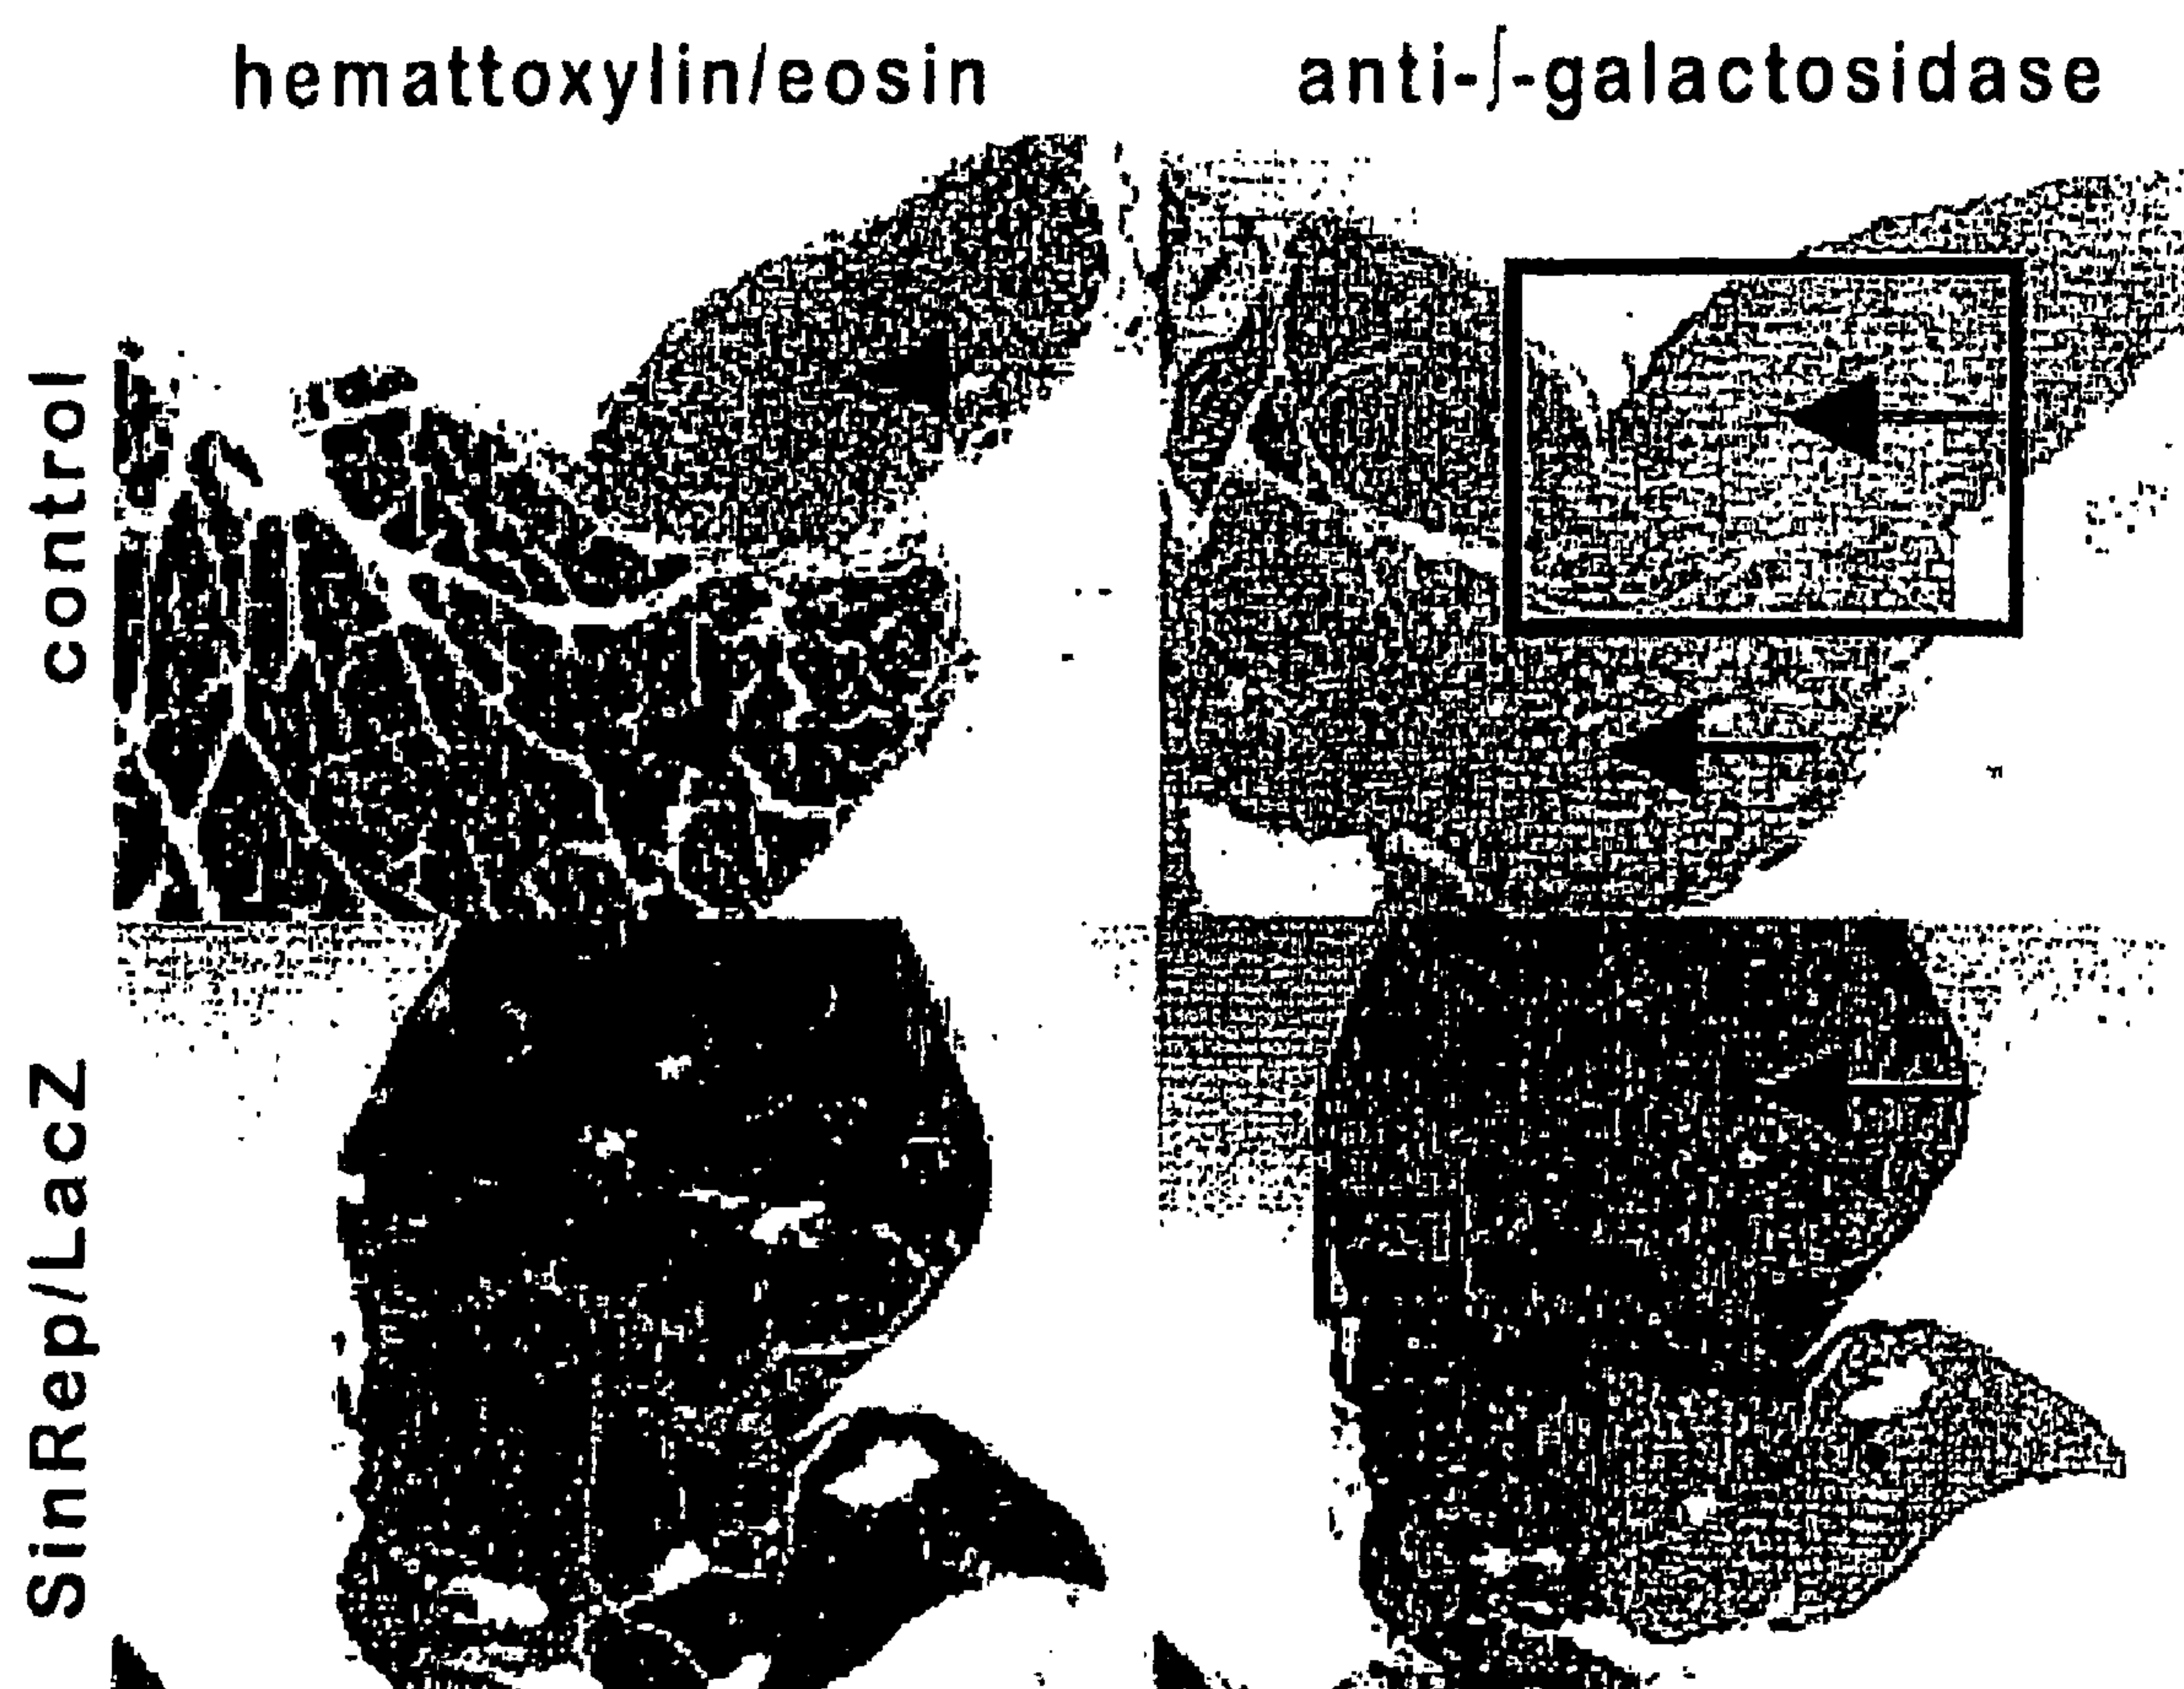 hemattoxylin/eosin
anti-∫-galactosidase
control
SinRep/LacZ